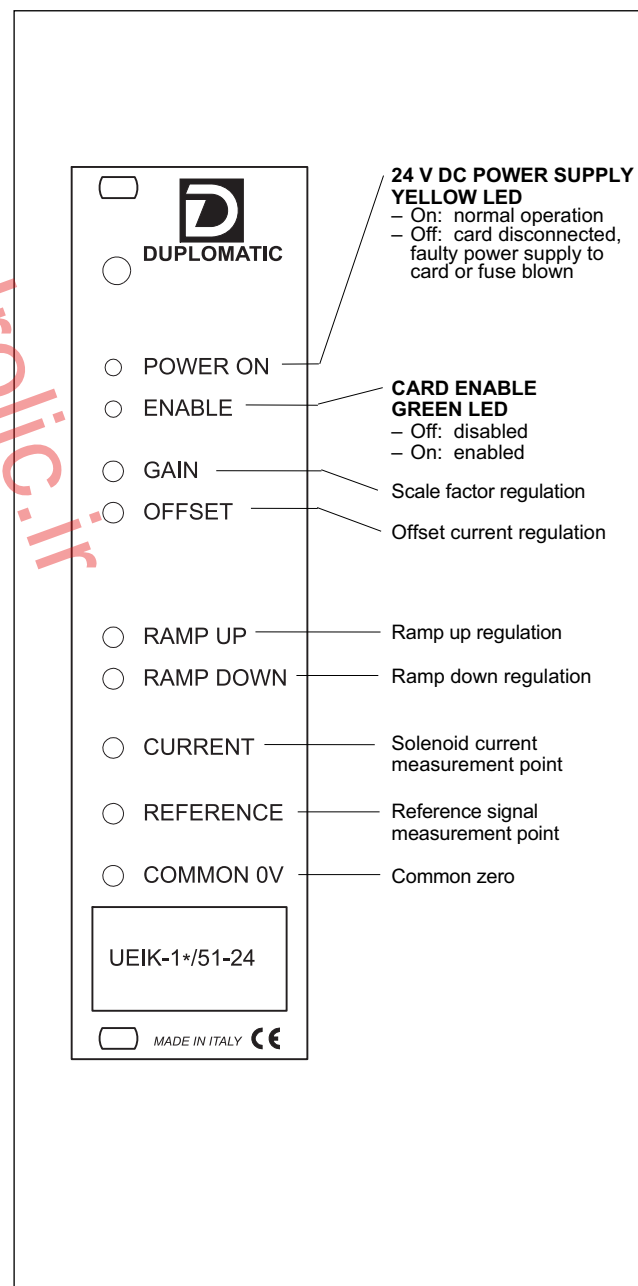 24 V DC POWER SUPPLY
YELLOW LED
– On: normal operation
– Off: card disconnected,
faulty power supply to
card or fuse blown
DUPLOMATIC
POWER ON
ENABLE
CARD ENABLE
GREEN LED
– Off: disabled
– On: enabled
GAIN
Scale factor regulation
OFFSET
Offset current regulation
RAMP UP
Ramp up regulation
RAMP DOWN
Ramp down regulation
CURRENT
Solenoid current
measurement point
REFERENCE
Reference signal
measurement point
COMMON 0V
Common zero
UEIK-1*/51-24
MADE IN ITALY CE
rolic.ir